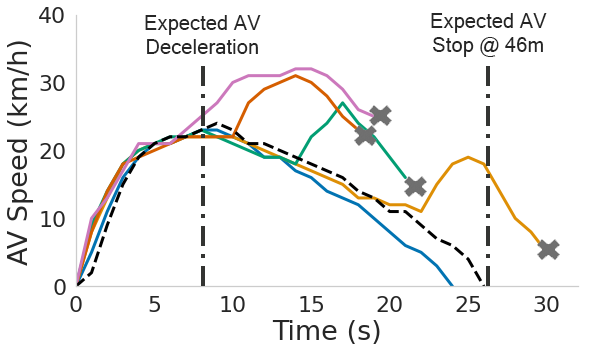 Expected AV
Deceleration
Expected AV
Stop @ 46m
AV Speed (km/h)
40
30
20
10
0
0 5 10 15 20 25 30
Time (s)